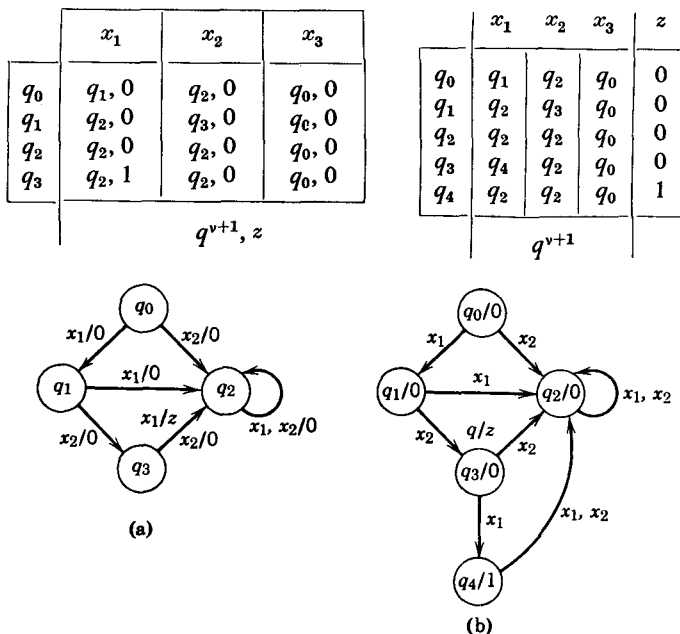 x1 x2 x3
q0 q1, 0 q2, 0 q0, 0
q1 q2, 0 q3, 0 qc, 0
q2 q2, 0 q2, 0 q0, 0
q3 q2, 1 q2, 0 q0, 0
q^ν+1, z
x1 x2 x3 z
q0 q1 q2 q0 0
q1 q2 q3 q0 0
q2 q2 q2 q0 0
q3 q4 q2 q0 0
q4 q2 q2 q0 1
q^ν+1
q0
x1/0 x2/0
q1 x1/0 q2
x2/0 x1/z x2/0 x1, x2/0
q3
(a)
q0/0
x1 x2
q1/0 x1 q2/0 x1, x2
x2 q/z x2
q3/0
x1 x1, x2
q4/1
(b)